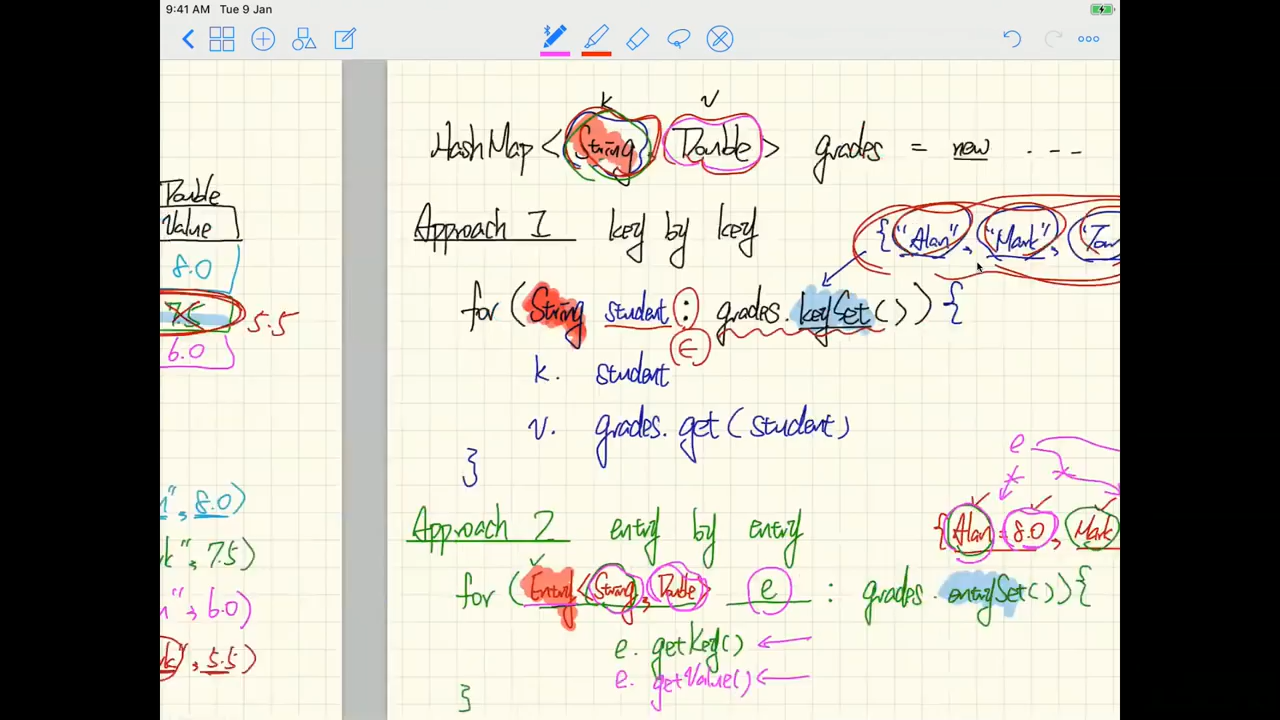 9:41 AM Tue 9 Jan
Double
Value
8.0
7.5 5.5
6.0
", 8.0)
k", 7.5)
", 6.0)
k", 5.5)
k v
HashMap <String, Double> grades = new ...
Approach 1 key by key
{"Alan", "Mark", "Tom
for (String student : grades.keySet()) {
∈
k. student
v. grades.get(student)
}
e
Approach 2 entry by entry
{Alan = 8.0, Mark
for (Entry<String, Double> e : grades.entrySet()) {
e.getKey()
e.getValue()
}